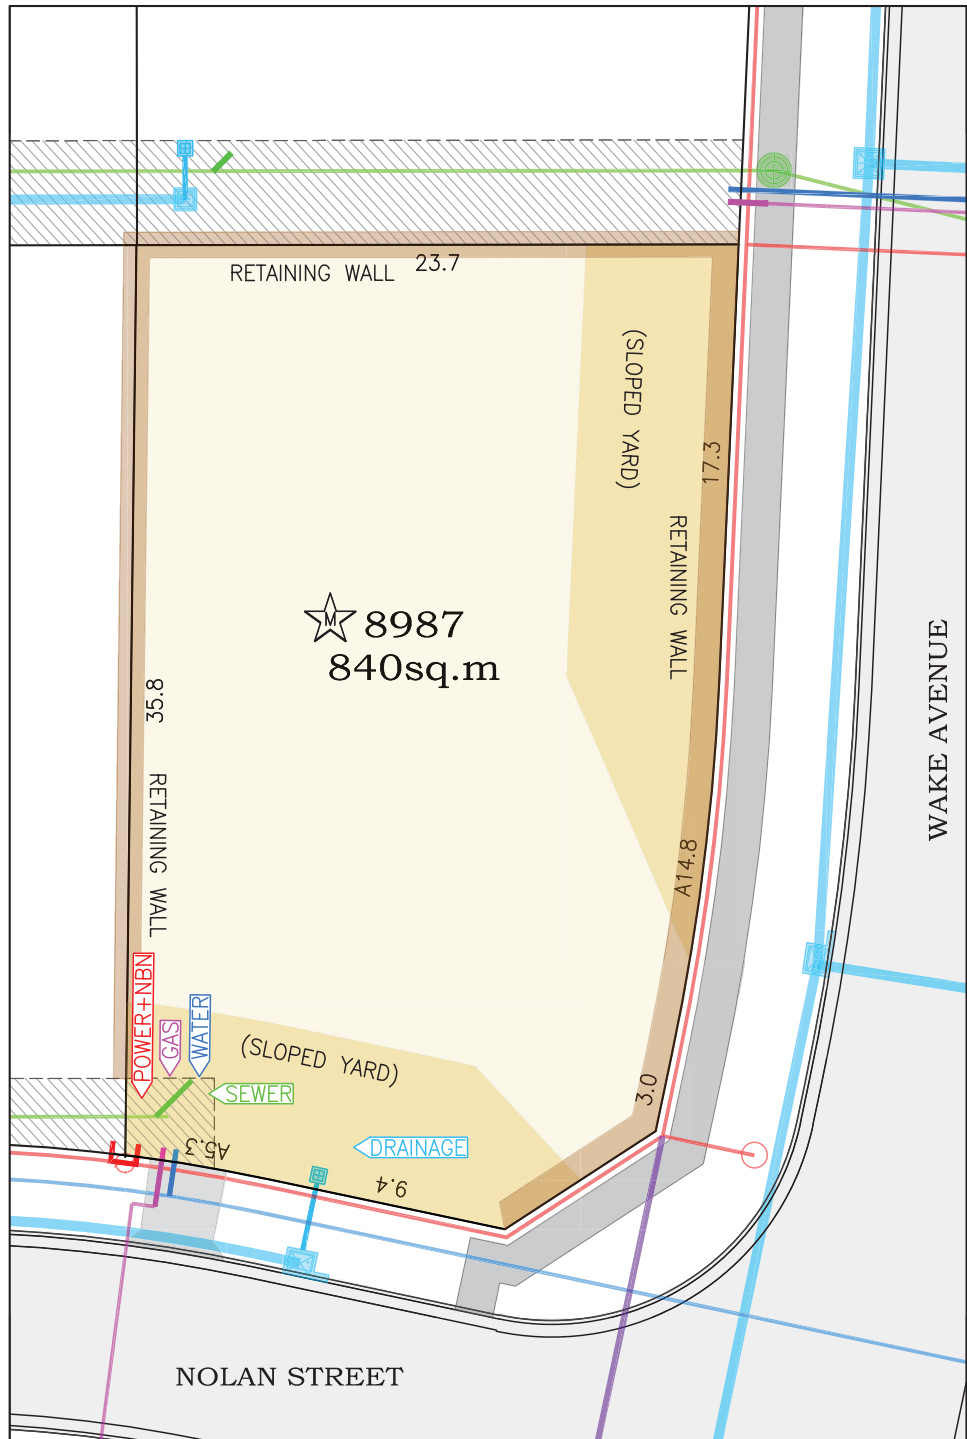 RETAINING WALL
23.7
(SLOPED YARD)
17.3
RETAINING WALL
M
8987
840sq.m
WAKE AVENUE
35.8
RETAINING WALL
A14.8
POWER+NBN
GAS
WATER
(SLOPED YARD)
SEWER
3.0
A5.3
DRAINAGE
9.4
NOLAN STREET